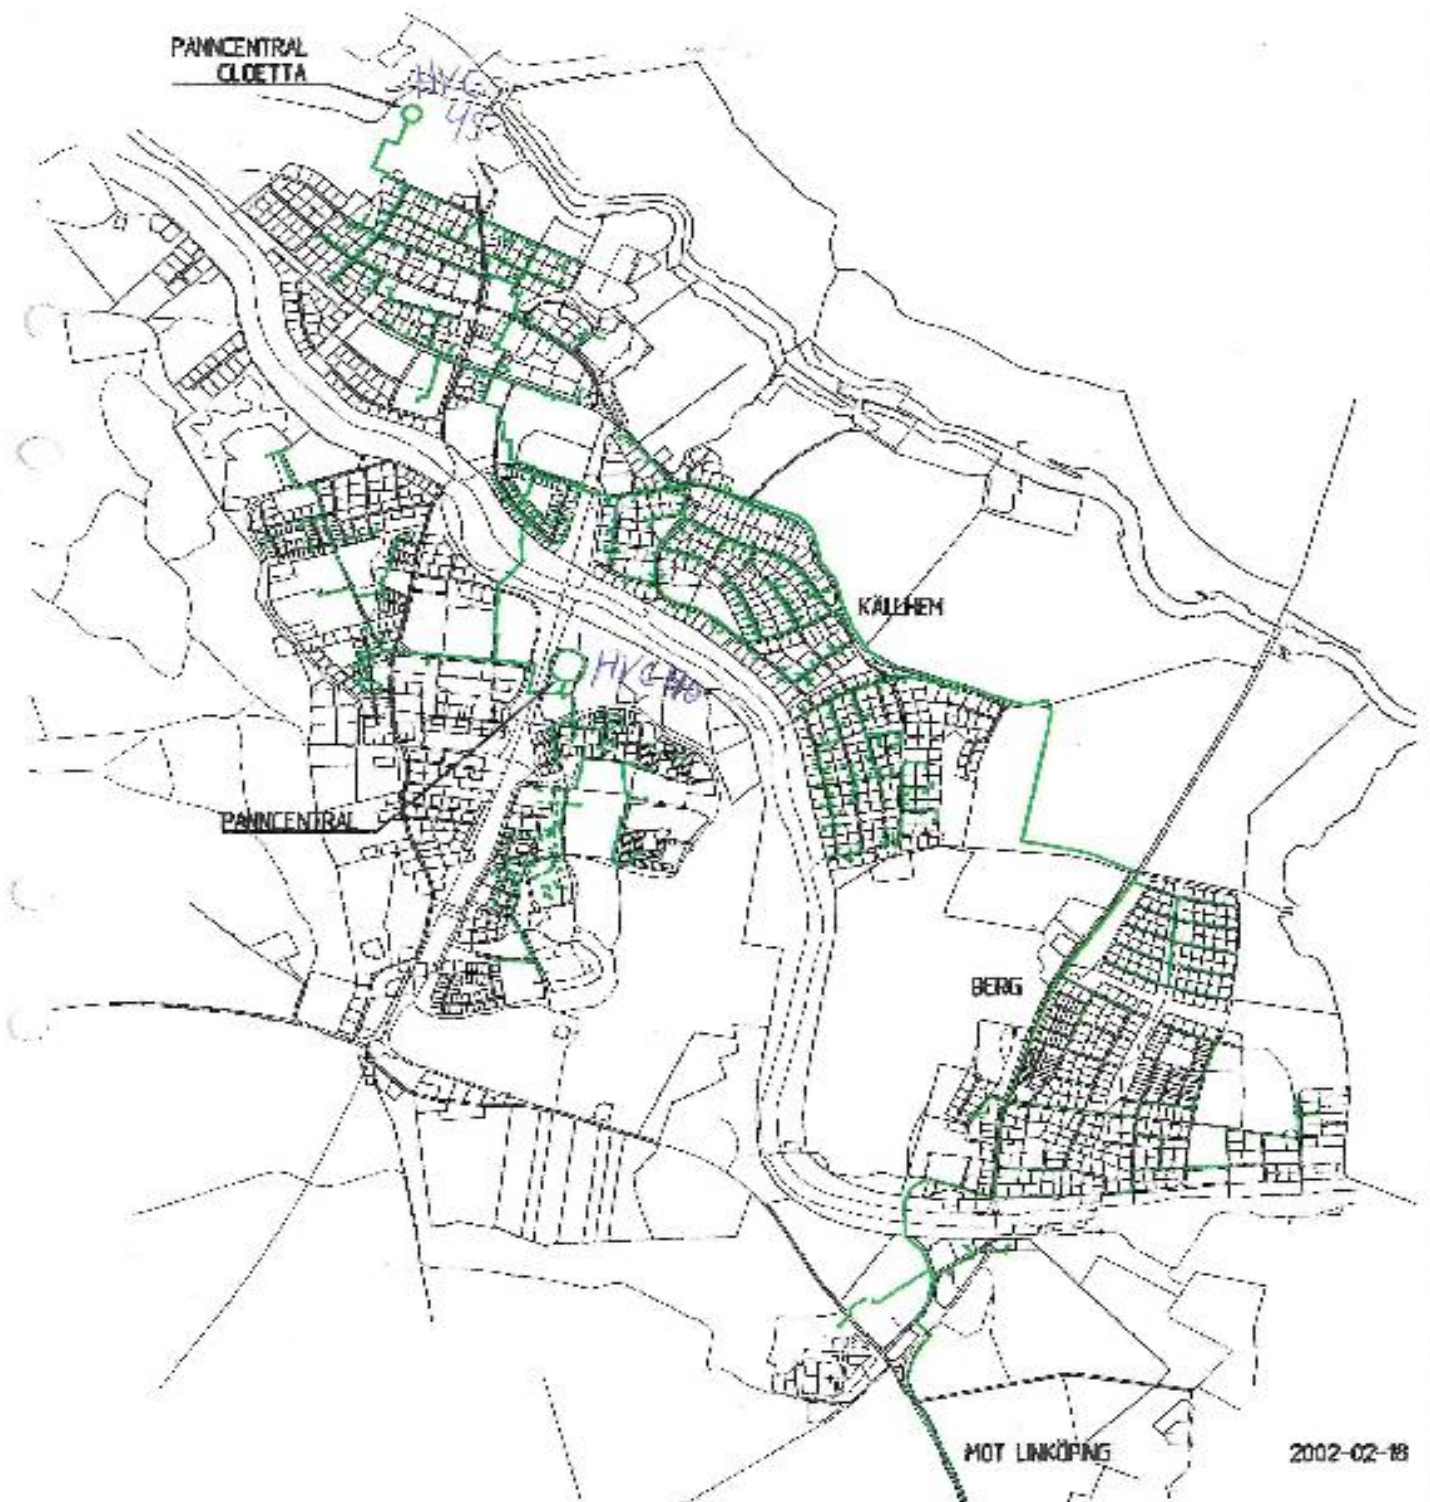 PANNCENTRAL
CLOETTA
HVC
45
KÄLLHEM
HVC 40
PANNCENTRAL
BERG
MOT LINKÖPING
2002-02-18